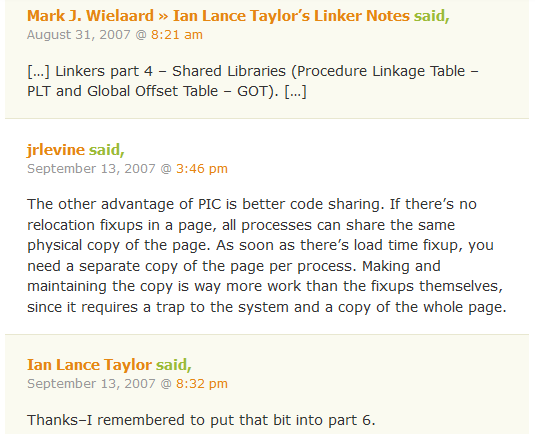 Mark J. Wielaard » Ian Lance Taylor’s Linker Notes said,
August 31, 2007 @ 8:21 am
[…] Linkers part 4 – Shared Libraries (Procedure Linkage Table –
PLT and Global Offset Table – GOT). […]
jrlevine said,
September 13, 2007 @ 3:46 pm
The other advantage of PIC is better code sharing. If there’s no
relocation fixups in a page, all processes can share the same
physical copy of the page. As soon as there’s load time fixup, you
need a separate copy of the page per process. Making and
maintaining the copy is way more work than the fixups themselves,
since it requires a trap to the system and a copy of the whole page.
Ian Lance Taylor said,
September 13, 2007 @ 8:32 pm
Thanks–I remembered to put that bit into part 6.